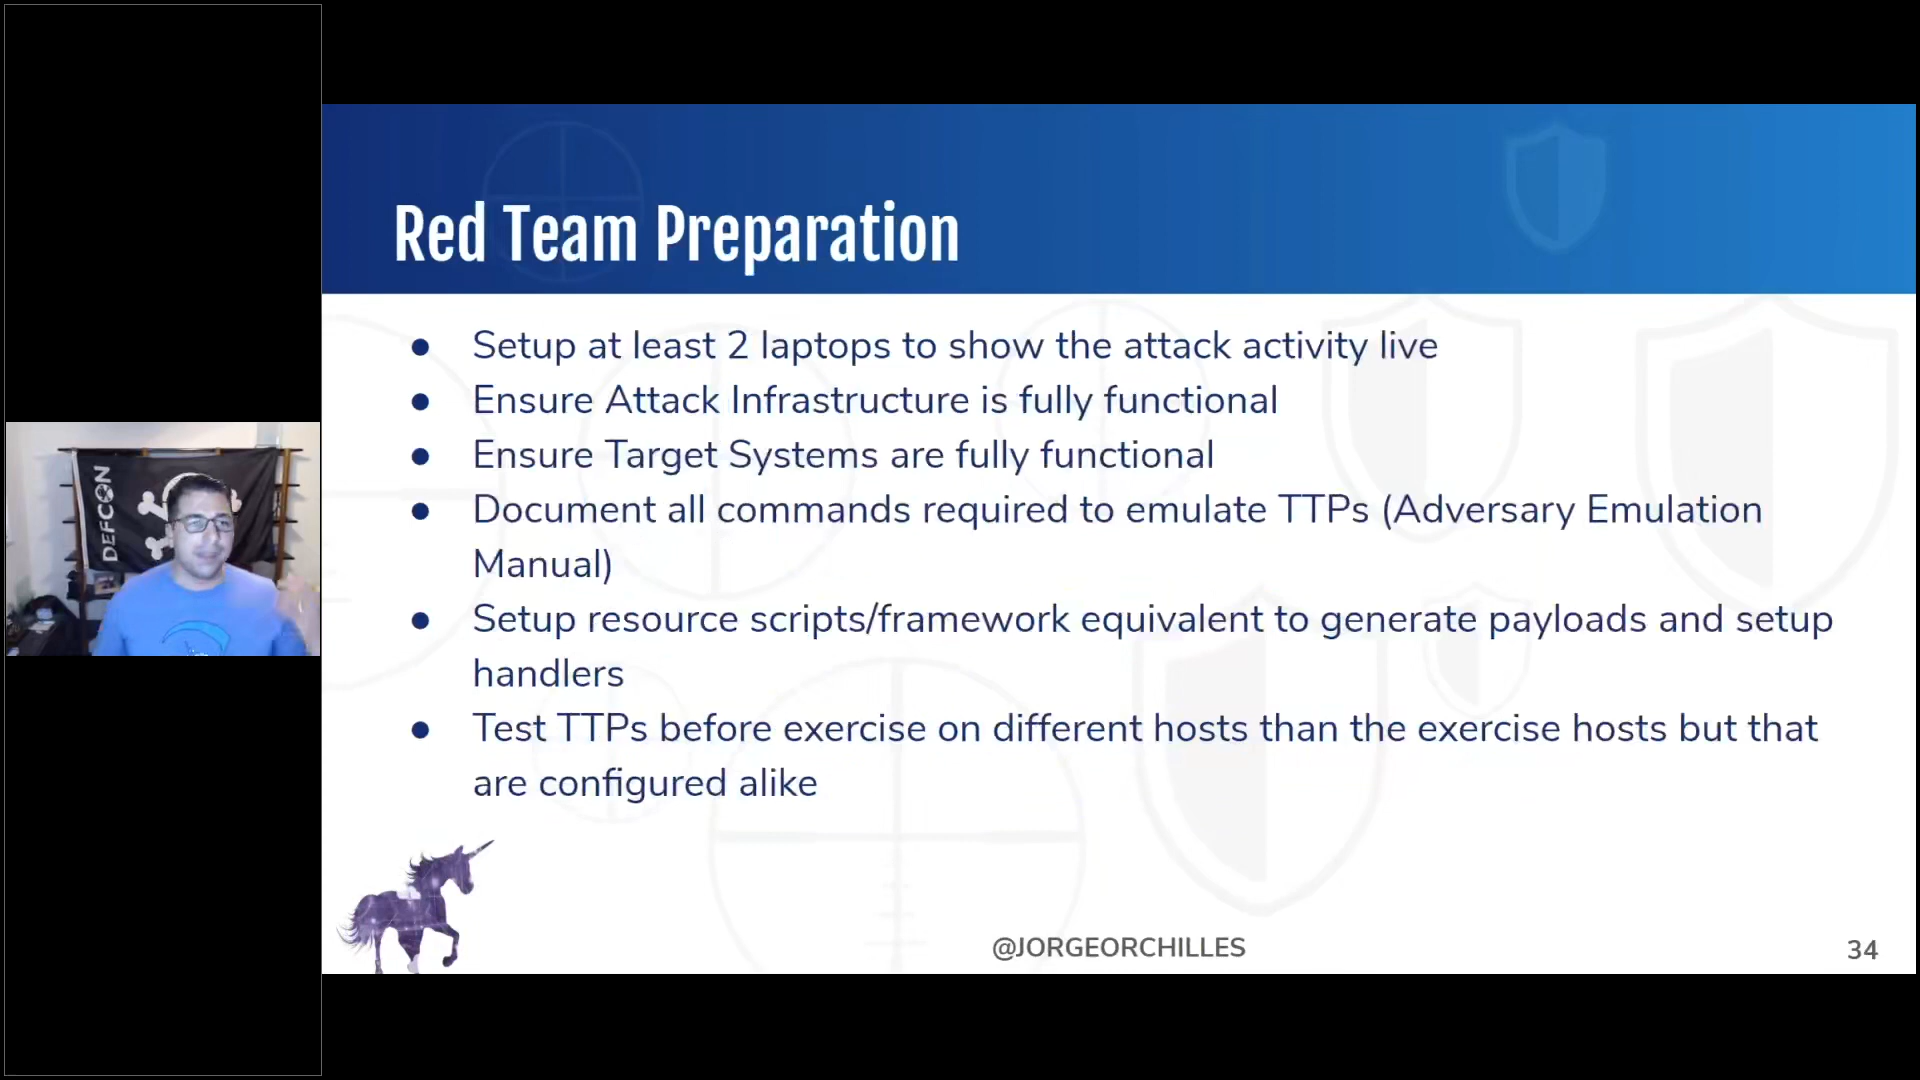 Red Team Preparation
● Setup at least 2 laptops to show the attack activity live
● Ensure Attack Infrastructure is fully functional
● Ensure Target Systems are fully functional
● Document all commands required to emulate TTPs (Adversary Emulation
Manual)
● Setup resource scripts/framework equivalent to generate payloads and setup
handlers
● Test TTPs before exercise on different hosts than the exercise hosts but that
are configured alike
DEFCON
@JORGEORCHILLES
34